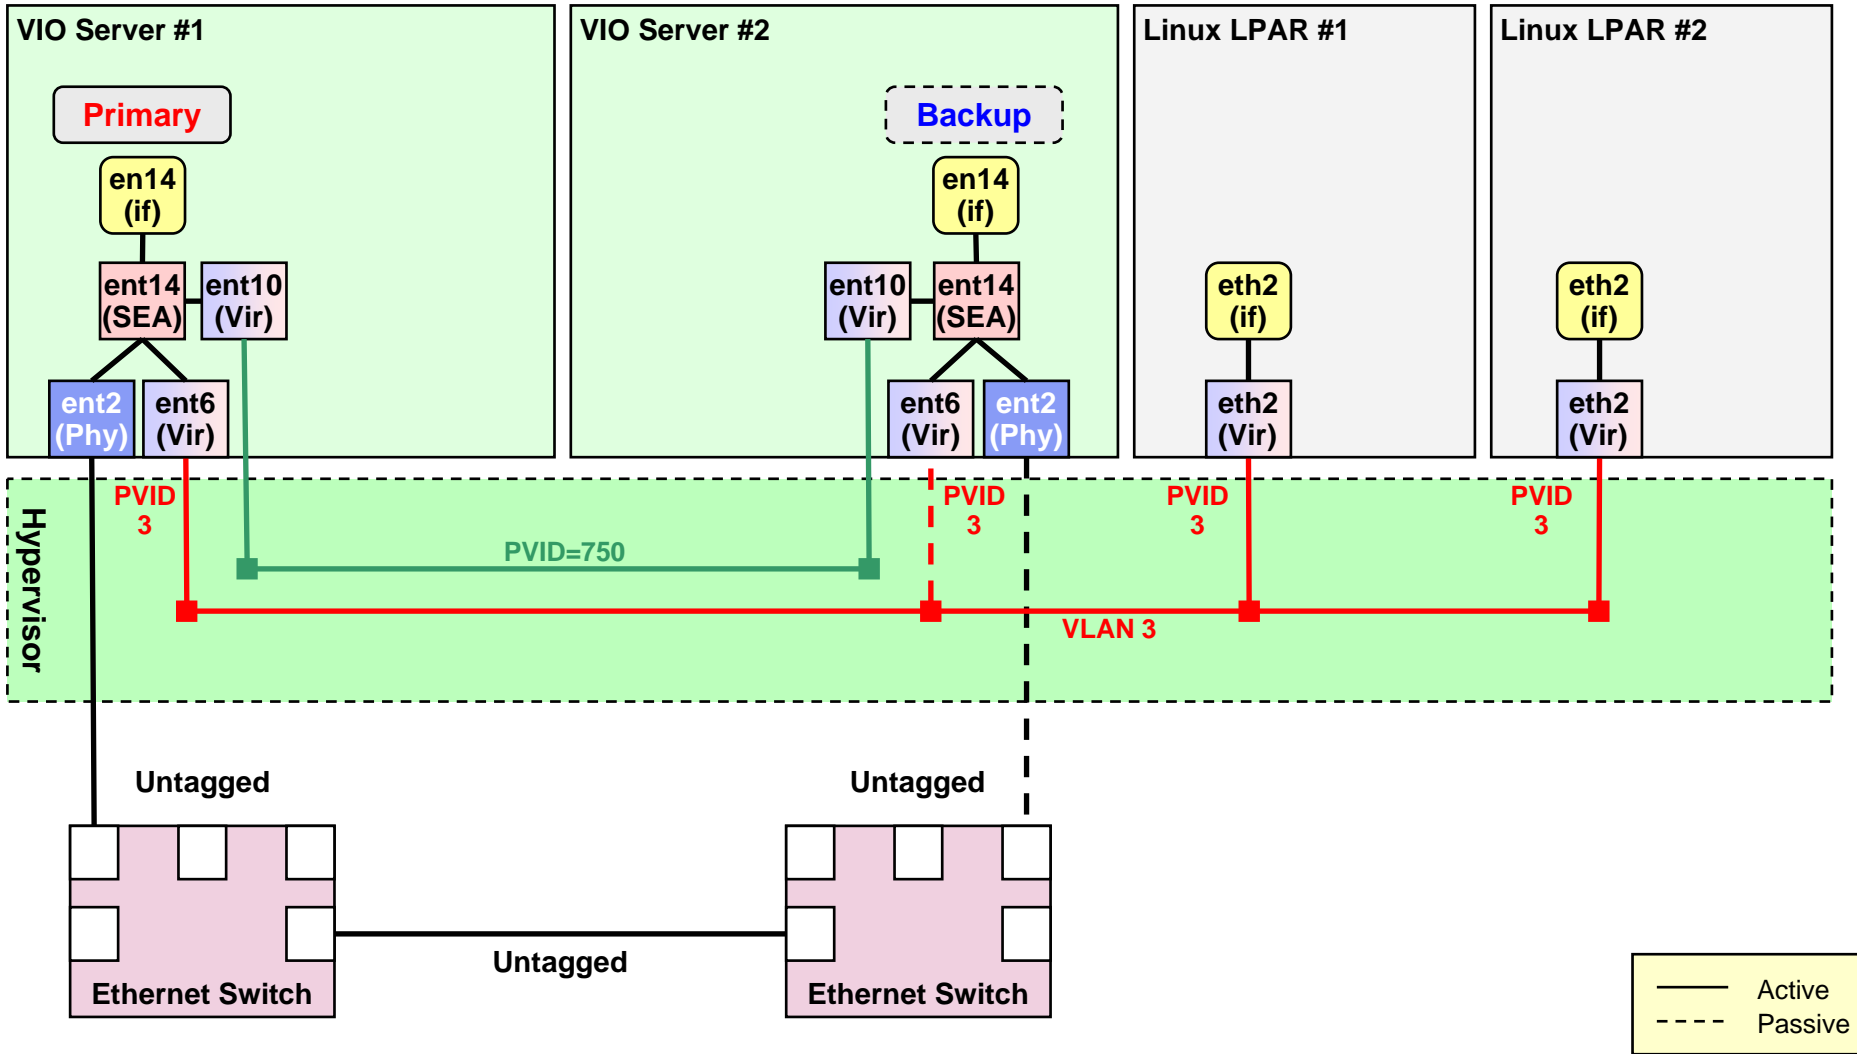 VIO Server #1
VIO Server #2
Linux LPAR #1
Linux LPAR #2
Primary
Backup
en14
(if)
en14
(if)
ent14
(SEA)
ent10
(Vir)
ent10
(Vir)
ent14
(SEA)
eth2
(if)
eth2
(if)
ent2
(Phy)
ent6
(Vir)
ent6
(Vir)
ent2
(Phy)
eth2
(Vir)
eth2
(Vir)
PVID
3
PVID
3
PVID
3
PVID
3
Hypervisor
PVID=750
VLAN 3
Untagged
Untagged
Untagged
Ethernet Switch
Ethernet Switch
Active
Passive